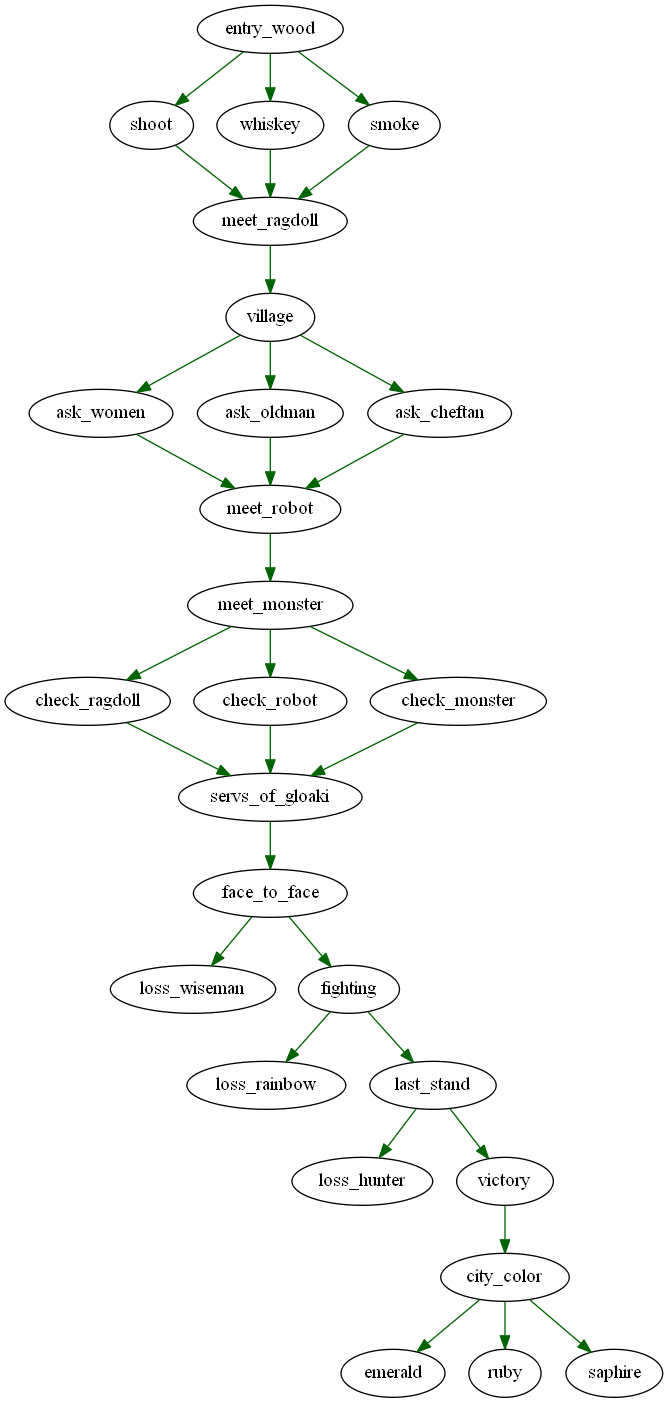 entry_wood
shoot
whiskey
smoke
meet_ragdoll
village
ask_women
ask_oldman
ask_cheftan
meet_robot
meet_monster
check_ragdoll
check_robot
check_monster
servs_of_gloaki
face_to_face
loss_wiseman
fighting
loss_rainbow
last_stand
loss_hunter
victory
city_color
emerald
ruby
saphire